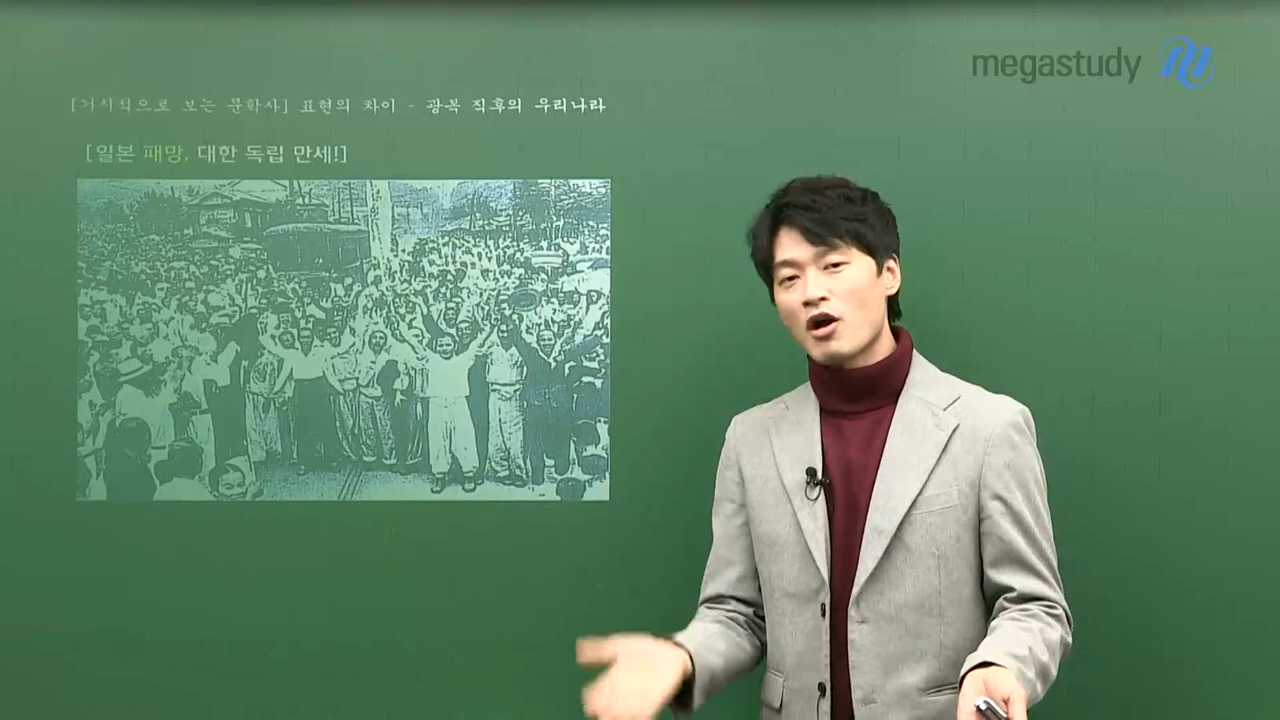 megastudy
[거시적으로 보는 문학사] 표현의 차이 - 광복 직후의 우리나라
[일본 패망, 대한 독립 만세!]